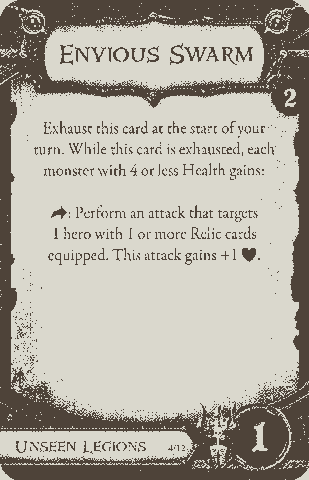 ENVIOUS SWARM
2
Exhaust this card at the start of your
turn. While this card is exhausted, each
monster with 4 or less Health gains:
: Perform an attack that targets
1 hero with 1 or more Relic cards
equipped. This attack gains +1 ♥.
UNSEEN LEGIONS 4/12
1